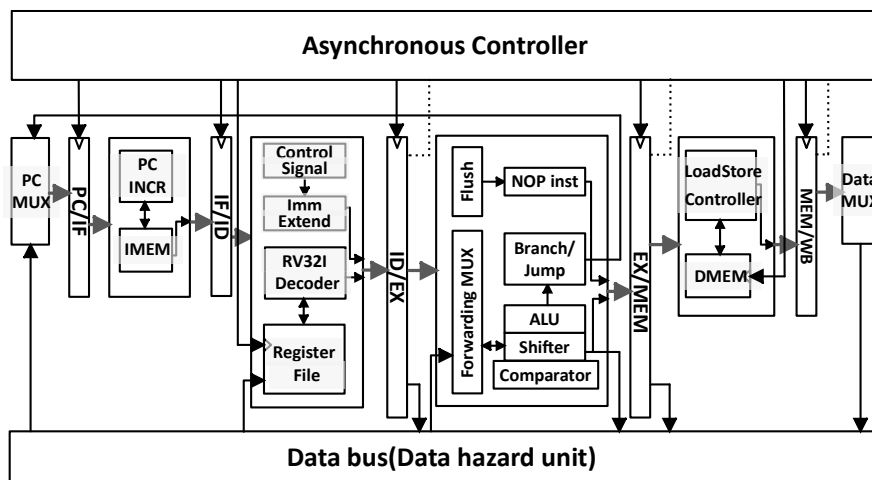 Asynchronous Controller
PC
MUX
PC/IF
PC
INCR
IMEM
IF/ID
Control
Signal
Imm
Extend
RV32I
Decoder
Register
File
ID/EX
Flush
NOP inst
Forwarding MUX
Branch/
Jump
ALU
Shifter
Comparator
EX/MEM
LoadStore
Controller
DMEM
MEM/WB
Data
MUX
Data bus(Data hazard unit)